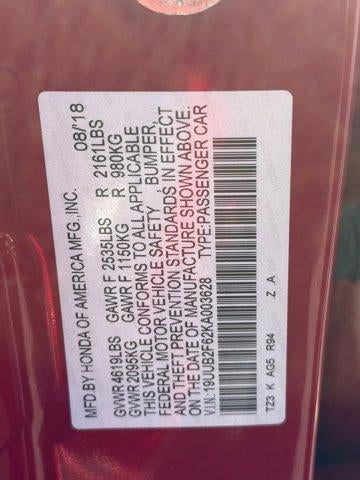 MFD.BY HONDA OF AMERICA MFG.,INC. 08/'18
GVWR 4619LBS GAWR F 2535LBS R 2161LBS
GVWR 2095KG GAWR F 1150KG R 980KG
THIS VEHICLE CONFORMS TO ALL APPLICABLE
FEDERAL MOTOR VEHICLE SAFETY, BUMPER,
AND THEFT PREVENTION STANDARDS IN EFFECT
ON THE DATE OF MANUFACTURE SHOWN ABOVE.
V.I.N.:19UUB2F62KA003628 TYPE:PASSENGER CAR
TZ3 K AG5 R94 Z A